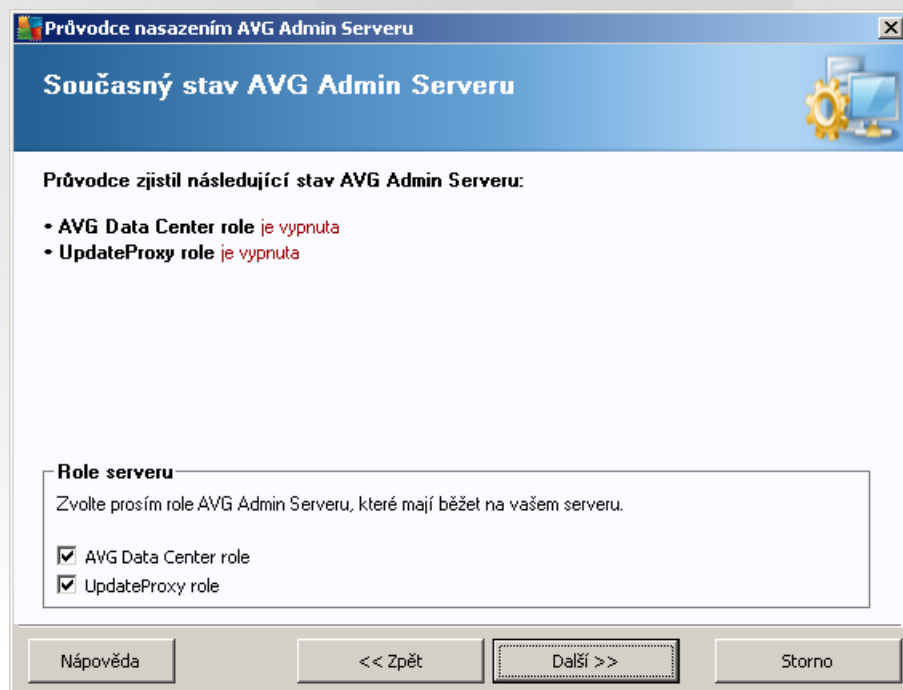 Průvodce nasazením AVG Admin Serveru
Současný stav AVG Admin Serveru
Průvodce zjistil následující stav AVG Admin Serveru:
• AVG Data Center role je vypnuta
• UpdateProxy role je vypnuta
Role serveru
Zvolte prosím role AVG Admin Serveru, které mají běžet na vašem serveru.
AVG Data Center role
UpdateProxy role
Nápověda << Zpět Další >> Storno